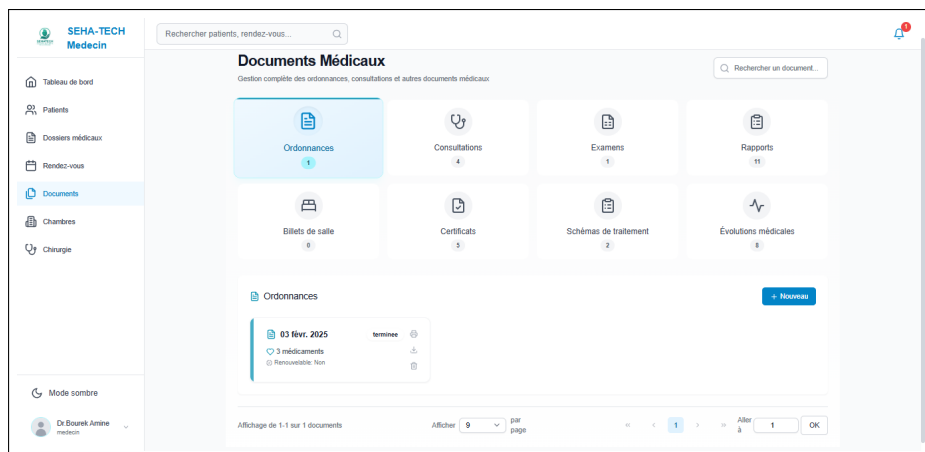 SEHA-TECH
Medecin
Rechercher patients, rendez-vous...
1
Tableau de bord
Patients
Dossiers médicaux
Rendez-vous
Documents
Chambres
Chirurgie
Mode sombre
Dr.Bourek Amine
medecin
Documents Médicaux
Gestion complète des ordonnances, consultations et autres documents médicaux
Rechercher un document...
Ordonnances
1
Consultations
4
Examens
1
Rapports
11
Billets de salle
0
Certificats
5
Schémas de traitement
2
Évolutions médicales
8
Ordonnances
+ Nouveau
03 févr. 2025
terminee
3 médicaments
Renouvelable: Non
Affichage de 1-1 sur 1 documents
Afficher 9 par page
« ‹ 1 › »
Aller à 1 OK